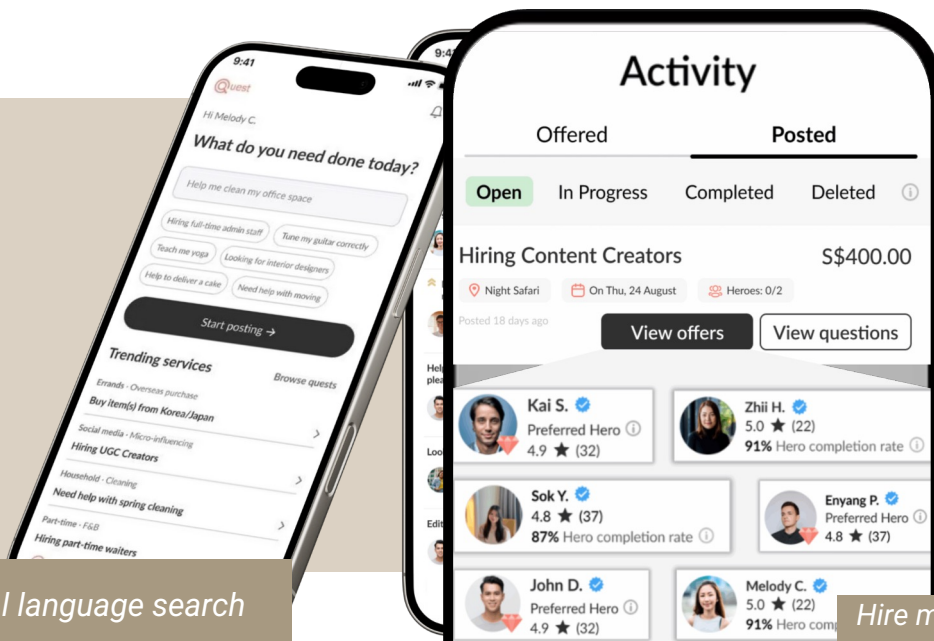 9:41
Quest
Hi Melody C.
What do you need done today?
Help me clean my office space
Hiring full-time admin staff
Tune my guitar correctly
Teach me yoga
Looking for interior designers
Help to deliver a cake
Need help with moving
Start posting →
Trending services
Browse quests
Errands - Overseas purchase
Buy item(s) from Korea/Japan
Social media - Micro-influencing
Hiring UGC Creators
Household - Cleaning
Need help with spring cleaning
Part-time - F&B
Hiring part-time waiters
l language search
9:41
Help
plea
Loo
Edit
Activity
Offered
Posted
Open
In Progress
Completed
Deleted
Hiring Content Creators
S$400.00
Night Safari
On Thu, 24 August
Heroes: 0/2
Posted 18 days ago
View offers
View questions
Kai S.
Preferred Hero
4.9 ★ (32)
Zhii H.
5.0 ★ (22)
91% Hero completion rate
Sok Y.
4.8 ★ (37)
87% Hero completion rate
Enyang P.
Preferred Hero
4.8 ★ (37)
John D.
Preferred Hero
4.9 ★ (32)
Melody C.
5.0 ★ (22)
91% Hero comp
Hire m